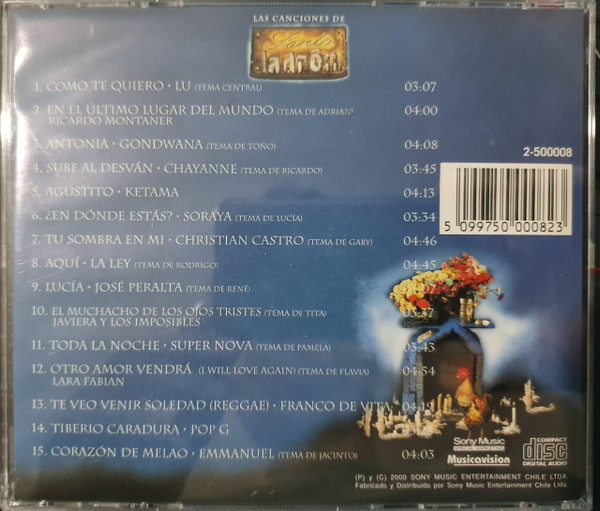 LAS CANCIONES DE
Santo
ladrón
1. COMO TE QUIERO · LU (TEMA CENTRAL) 03:07
2. EN EL ÚLTIMO LUGAR DEL MUNDO (TEMA DE ADRIAN) 04:00
RICARDO MONTANER
3. ANTONIA · GONDWANA (TEMA DE TOÑO) 04:08
4. SUBE AL DESVÁN · CHAYANNE (TEMA DE RICARDO) 03:45
5. AGUSTITO · KETAMA 04:13
6. ¿EN DÓNDE ESTÁS? · SORAYA (TEMA DE LUCÍA) 03:34
7. TU SOMBRA EN MI · CHRISTIAN CASTRO (TEMA DE GABY) 04:46
8. AQUÍ · LA LEY (TEMA DE RODRIGO) 04:45
9. LUCÍA · JOSÉ PERALTA (TEMA DE RENÉ)
10. EL MUCHACHO DE LOS OJOS TRISTES (TEMA DE TITA) 03:37
JAVIERA Y LOS IMPOSIBLES
11. TODA LA NOCHE · SUPER NOVA (TEMA DE PAMELA) 03:43
12. OTRO AMOR VENDRÁ (I WILL LOVE AGAIN) (TEMA DE FLAVIA) 04:54
LARA FABIAN
13. TE VEO VENIR SOLEDAD (REGGAE) · FRANCO DE VITA 04:19
14. TIBERIO CARADURA · POP G
15. CORAZÓN DE MELAO · EMMANUEL (TEMA DE JACINTO) 04:03
2-500008
5 099750 000823
Sony Music
SPECIAL MARKETING
Musicavision
COMPACT
disc
DIGITAL AUDIO
(P) y (C) 2000 SONY MUSIC ENTERTAINMENT CHILE LTDA
Fabricado y Distribuido por Sony Music Entertainment Chile Ltda